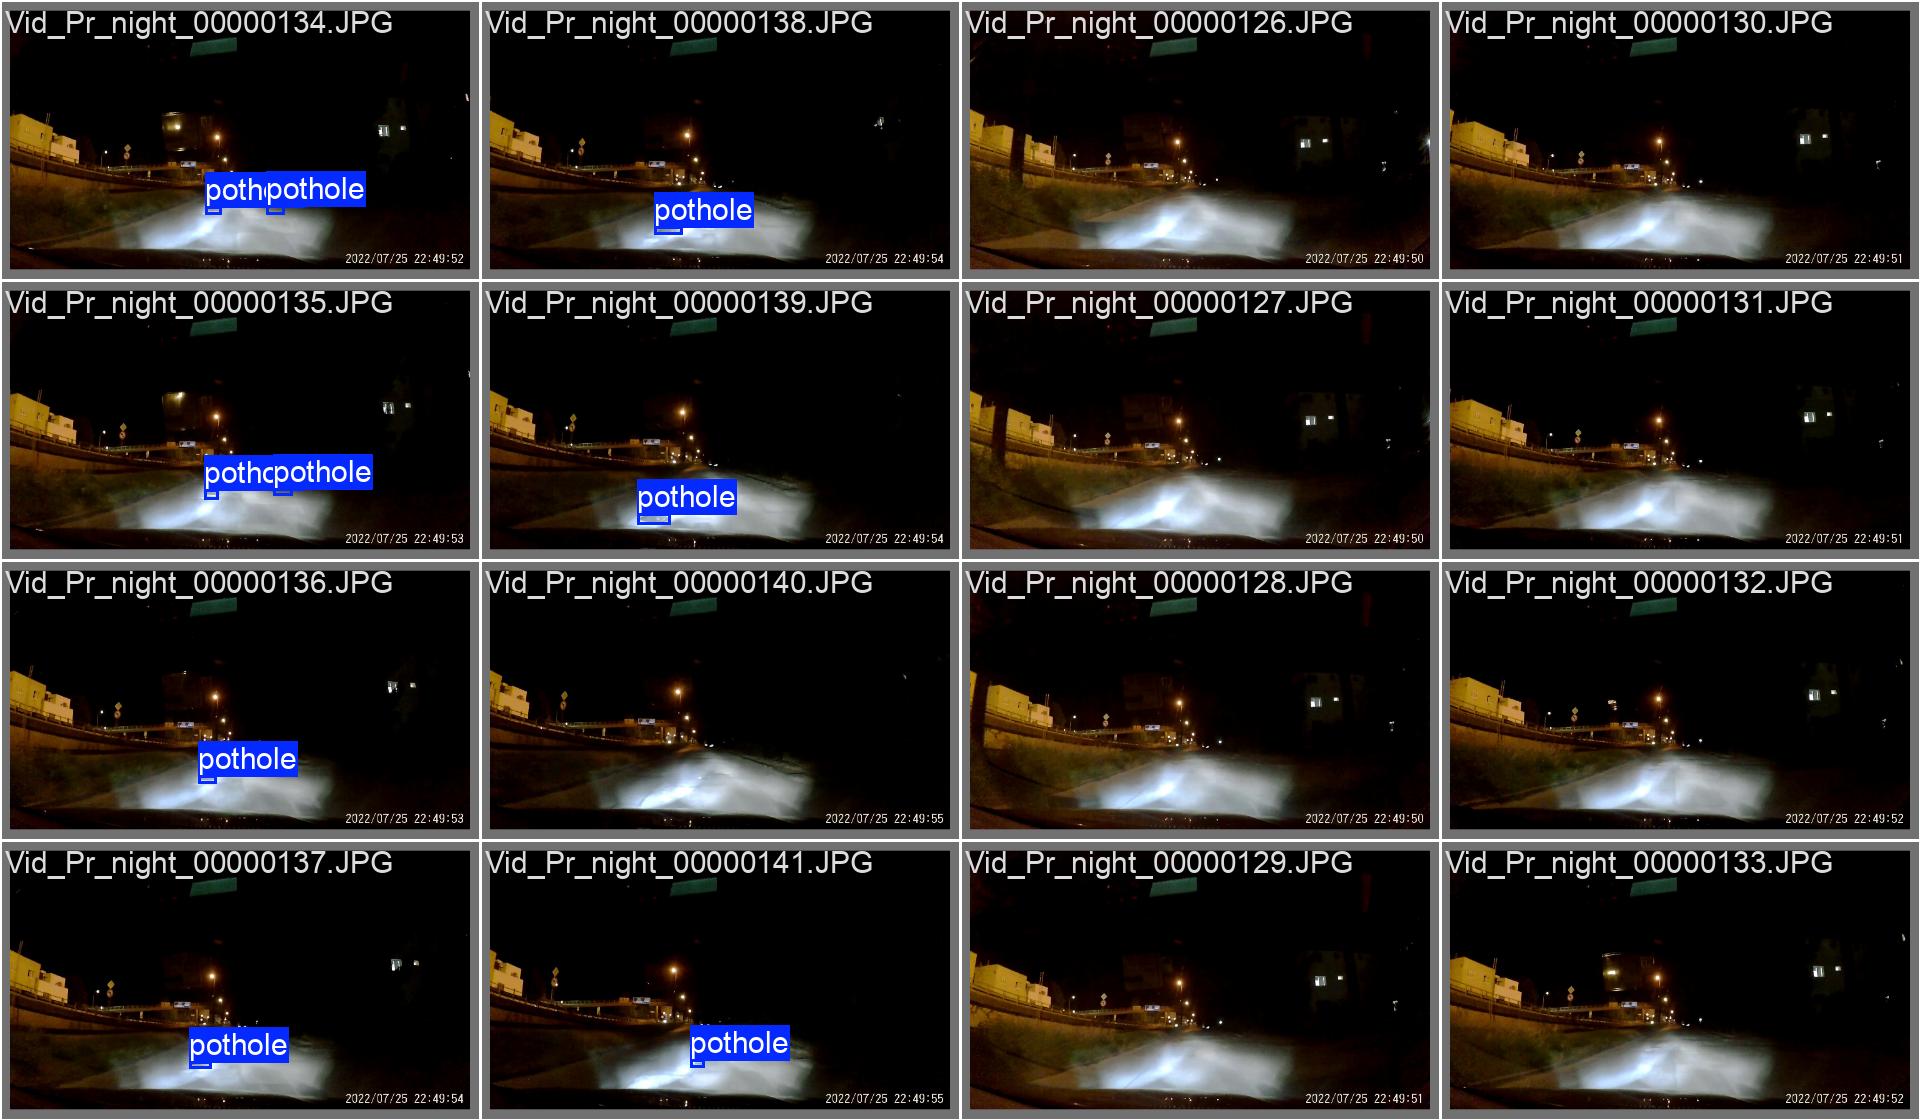 Vid_Pr_night_00000134.JPG
pothole
pothole
2022/07/25 22:49:52
Vid_Pr_night_00000138.JPG
pothole
2022/07/25 22:49:54
Vid_Pr_night_00000126.JPG
2022/07/25 22:49:50
Vid_Pr_night_00000130.JPG
2022/07/25 22:49:51
Vid_Pr_night_00000135.JPG
pothole
pothole
2022/07/25 22:49:53
Vid_Pr_night_00000139.JPG
pothole
2022/07/25 22:49:54
Vid_Pr_night_00000127.JPG
2022/07/25 22:49:50
Vid_Pr_night_00000131.JPG
2022/07/25 22:49:51
Vid_Pr_night_00000136.JPG
pothole
2022/07/25 22:49:53
Vid_Pr_night_00000140.JPG
2022/07/25 22:49:55
Vid_Pr_night_00000128.JPG
2022/07/25 22:49:50
Vid_Pr_night_00000132.JPG
2022/07/25 22:49:52
Vid_Pr_night_00000137.JPG
pothole
2022/07/25 22:49:54
Vid_Pr_night_00000141.JPG
pothole
2022/07/25 22:49:55
Vid_Pr_night_00000129.JPG
2022/07/25 22:49:51
Vid_Pr_night_00000133.JPG
2022/07/25 22:49:52